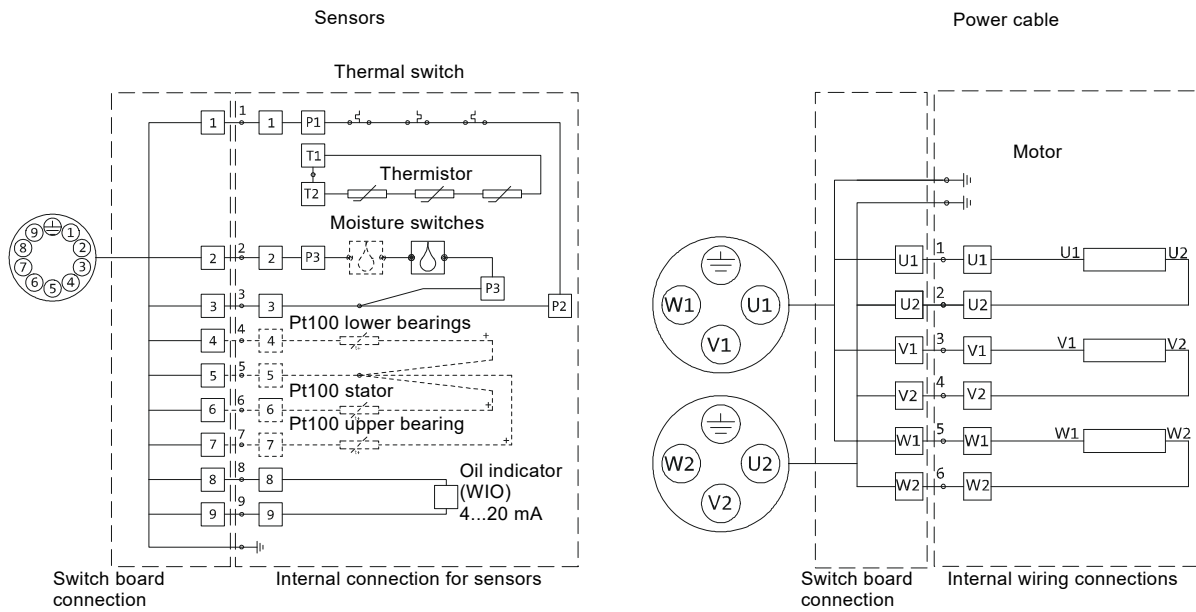 Sensors
Power cable
Thermal switch
1 1 1 P1
T1
Thermistor
T2
Moisture switches
9 1
8 2
7 3
6 5 4
2 2 2 P3
P3
3 3 3 P2
Pt100 lower bearings
4 4 4 +
5 5 5
Pt100 stator
6 6 6 +
Pt100 upper bearing
7 7 7 +
8 8 8
Oil indicator
(WIO)
4...20 mA
9 9 9
Switch board
connection
Internal connection for sensors
Motor
W1 U1
V1
W2 U2
V2
U1 1 U1 U1 U2
U2 2 U2
V1 3 V1 V1 V2
V2 4 V2
W1 5 W1 W1 W2
W2 6 W2
Switch board
connection
Internal wiring connections